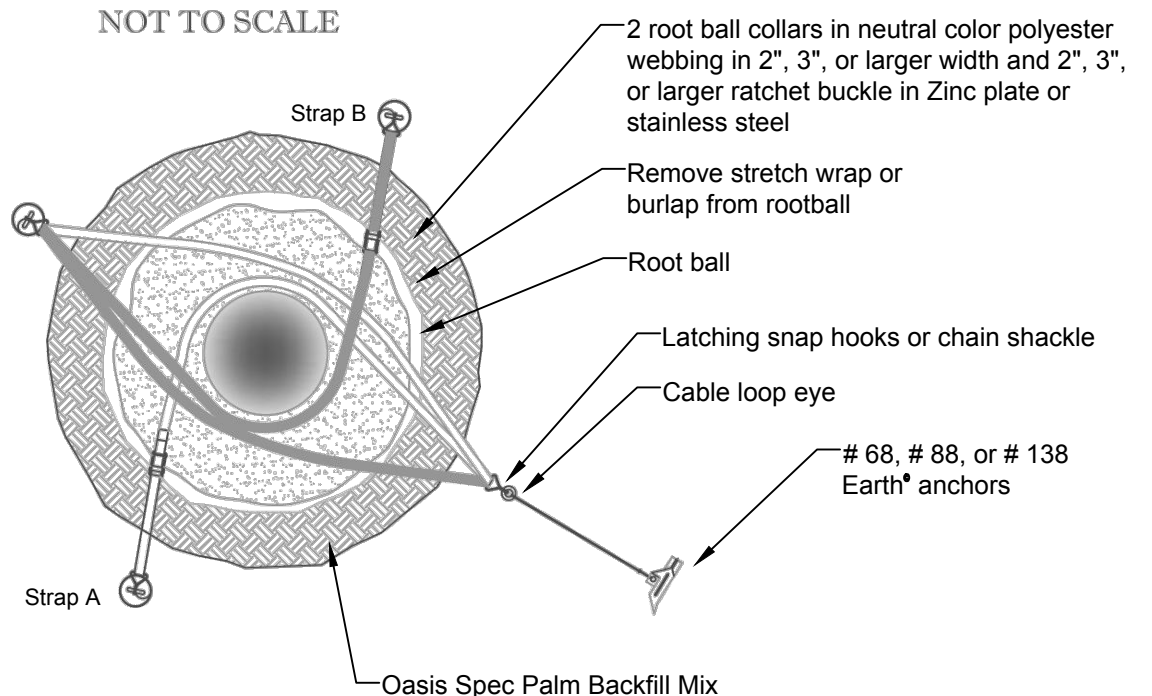 NOT TO SCALE
2 root ball collars in neutral color polyester
webbing in 2", 3", or larger width and 2", 3",
or larger ratchet buckle in Zinc plate or
stainless steel
Strap B
Remove stretch wrap or
burlap from rootball
Root ball
Latching snap hooks or chain shackle
Cable loop eye
# 68, # 88, or # 138
Earth® anchors
Strap A
Oasis Spec Palm Backfill Mix